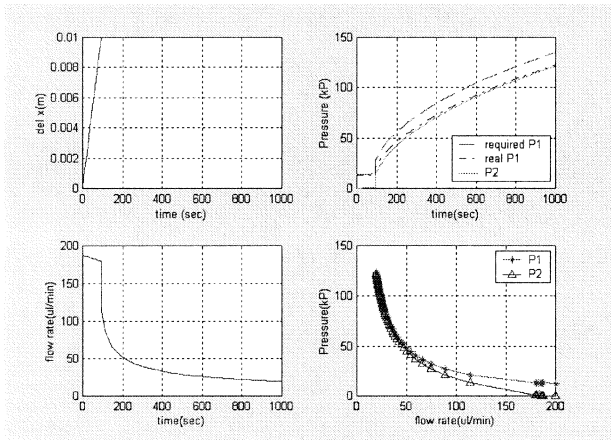 0.01
0.008
0.006
0.004
0.002
0
del x(m)
0 200 400 600 800 1000
time (sec)
150
100
50
0
Pressure (kP)
required P1
real P1
P2
0 200 400 600 800 1000
time(sec)
200
150
100
50
0
flow rate(ul/min)
0 200 400 600 800 1000
time(sec)
150
100
50
0
Pressure(kP)
P1
P2
0 50 100 150 200
flow rate(ul/min)